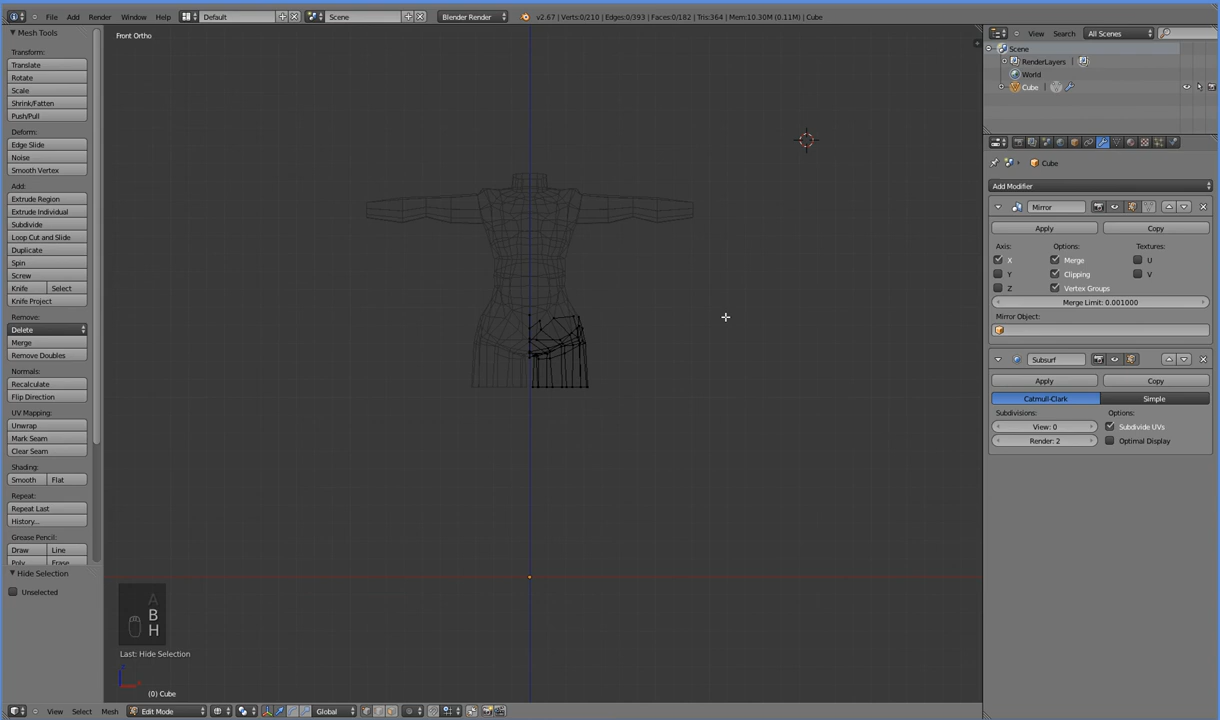 File Add Render Window Help Default Scene Blender Render v2.67 | Verts:0/210 | Edges:0/393 | Faces:0/182 | Tris:364 | Mem:10.30M (0.11M) | Cube
Mesh Tools
Transform:
Translate
Rotate
Scale
Shrink/Fatten
Push/Pull
Deform:
Edge Slide
Noise
Smooth Vertex
Add:
Extrude Region
Extrude Individual
Subdivide
Loop Cut and Slide
Duplicate
Spin
Screw
Knife Select
Knife Project
Remove:
Delete
Merge
Remove Doubles
Normals:
Recalculate
Flip Direction
UV Mapping:
Unwrap
Mark Seam
Clear Seam
Shading:
Smooth Flat
Repeat:
Repeat Last
History...
Grease Pencil:
Draw Line
Poly Erase
Hide Selection
Unselected
Front Ortho
A
B
H
Last: Hide Selection
(0) Cube
View Select Mesh Edit Mode Global
View Search All Scenes
Scene
RenderLayers |
World
Cube |
Cube
Add Modifier
Mirror
Apply Copy
Axis: Options: Textures:
X Merge U
Y Clipping V
Z Vertex Groups
Merge Limit: 0.001000
Mirror Object:
Subsurf
Apply Copy
Catmull-Clark Simple
Subdivisions: Options:
View: 0 Subdivide UVs
Render: 2 Optimal Display